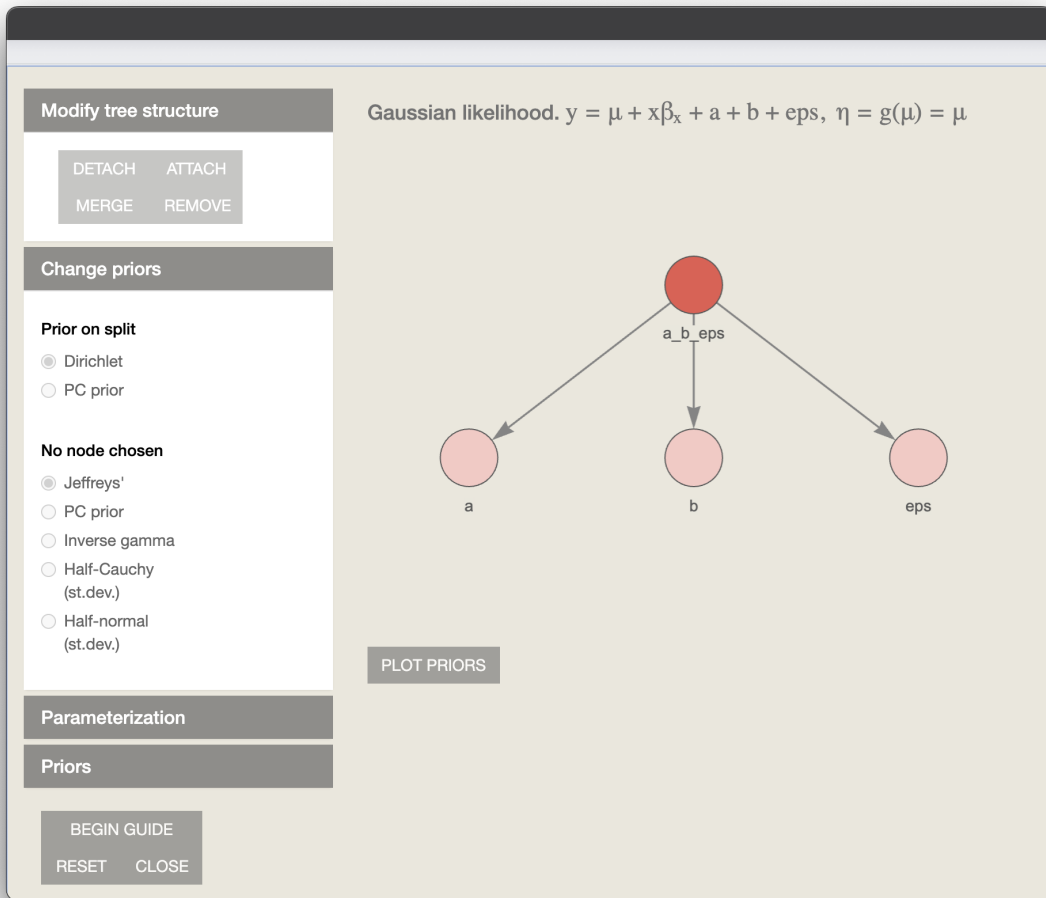 Modify tree structure
DETACH ATTACH
MERGE REMOVE
Change priors
Prior on split
Dirichlet
PC prior
No node chosen
Jeffreys'
PC prior
Inverse gamma
Half-Cauchy
(st.dev.)
Half-normal
(st.dev.)
Parameterization
Priors
BEGIN GUIDE
RESET CLOSE
Gaussian likelihood. y = μ + xβₓ + a + b + eps, η = g(μ) = μ
a_b_eps
a b eps
PLOT PRIORS